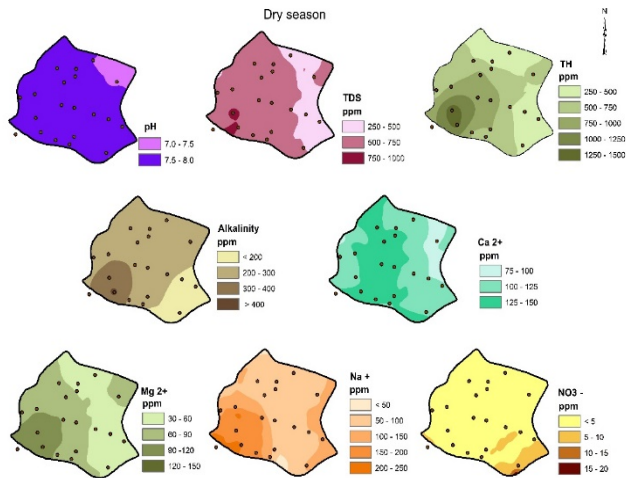 Dry season
N
pH
7.0 - 7.5
7.5 - 8.0
TDS
ppm
250 - 500
500 - 750
750 - 1000
TH
ppm
250 - 500
500 - 750
750 - 1000
1000 - 1250
1250 - 1500
Alkalinity
ppm
< 200
200 - 300
300 - 400
> 400
Ca 2+
ppm
75 - 100
100 - 125
125 - 150
Mg 2+
ppm
30 - 60
60 - 90
90 -120
120 - 150
Na +
ppm
< 50
50 - 100
100 - 150
150 - 200
200 - 250
NO3 -
ppm
< 5
5 - 10
10 - 15
15 - 20